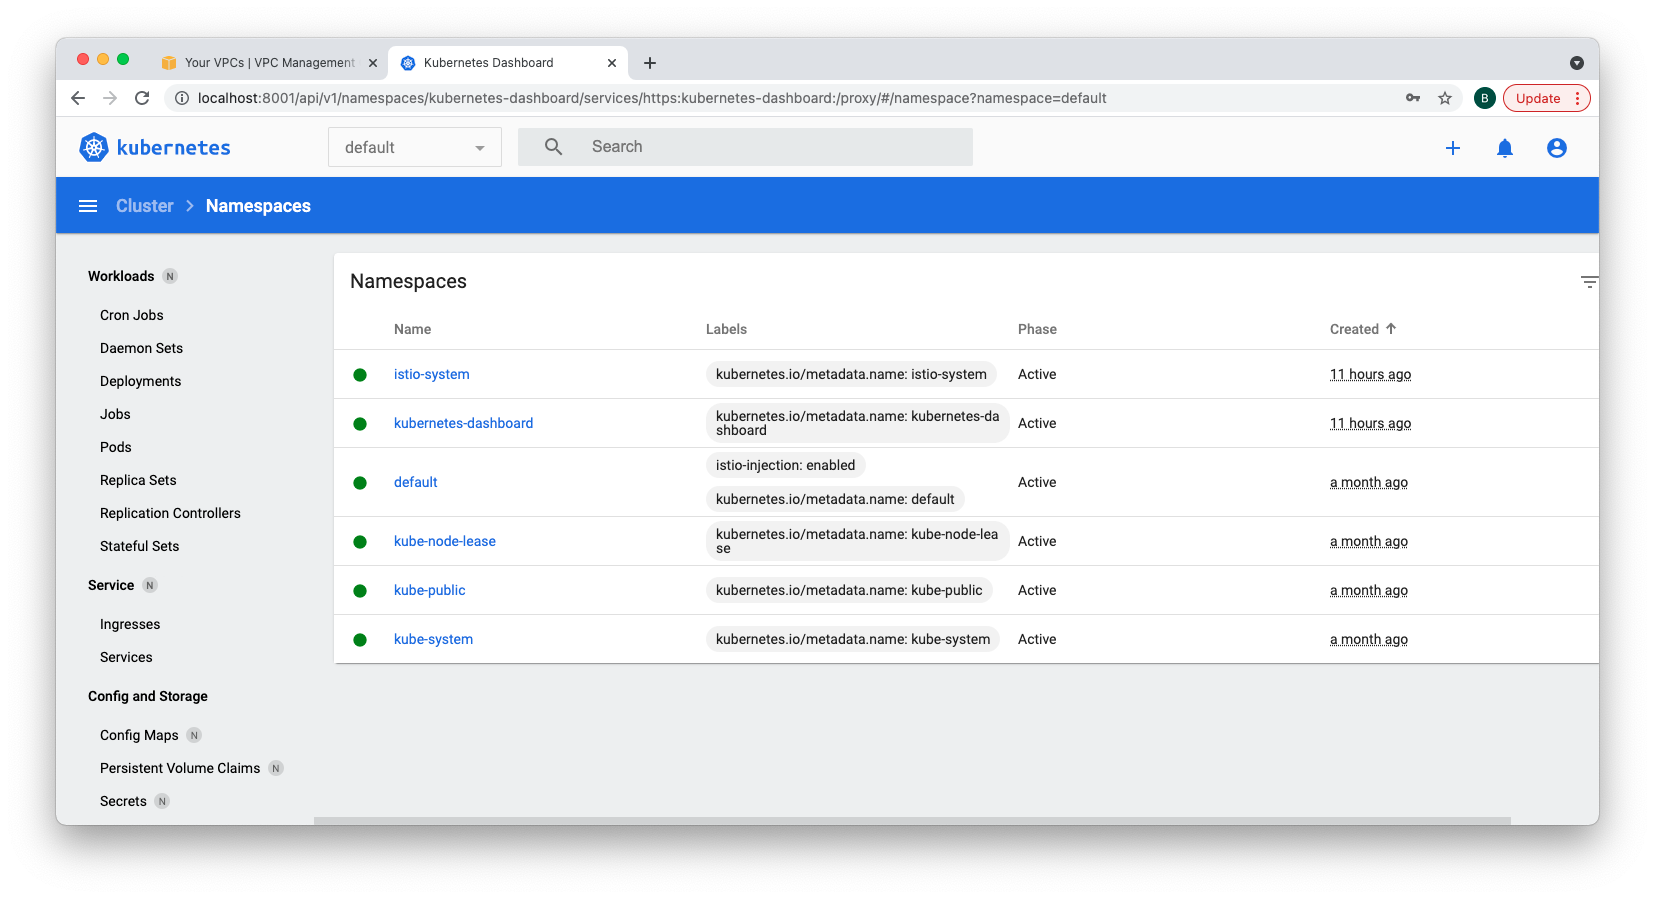 Your VPCs | VPC Management
Kubernetes Dashboard
localhost:8001/api/v1/namespaces/kubernetes-dashboard/services/https:kubernetes-dashboard:/proxy/#/namespace?namespace=default
B
Update
kubernetes
default
Search
Cluster
Namespaces
Workloads N
Cron Jobs
Daemon Sets
Deployments
Jobs
Pods
Replica Sets
Replication Controllers
Stateful Sets
Service N
Ingresses
Services
Config and Storage
Config Maps N
Persistent Volume Claims N
Secrets N
Namespaces
Name Labels Phase Created
istio-system kubernetes.io/metadata.name: istio-system Active 11 hours ago
kubernetes-dashboard kubernetes.io/metadata.name: kubernetes-da
shboard Active 11 hours ago
istio-injection: enabled
default Active a month ago
kubernetes.io/metadata.name: default
kube-node-lease kubernetes.io/metadata.name: kube-node-lea
se Active a month ago
kube-public kubernetes.io/metadata.name: kube-public Active a month ago
kube-system kubernetes.io/metadata.name: kube-system Active a month ago